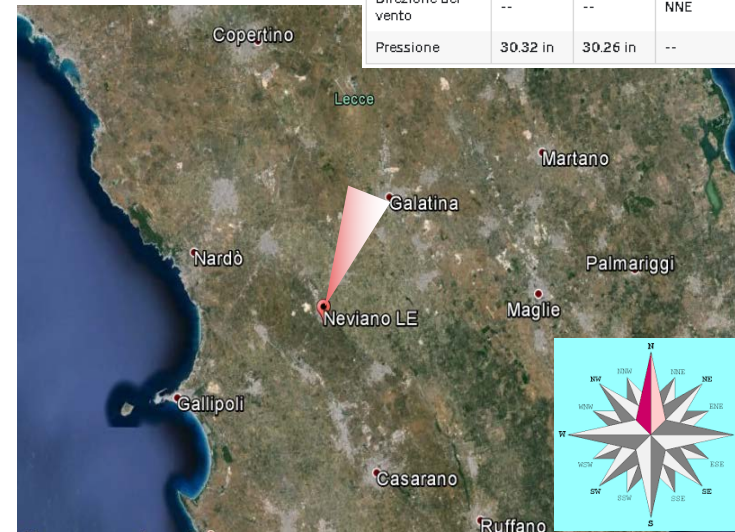 Direzione del
vento -- -- NNE
Pressione 30.32 in 30.26 in --
Copertino
Lecce
Martano
Galatina
Nardò
Palmariggi
Maglie
Neviano LE
Gallipoli
Casarano
Ruffano
N
NNW NNE
NW NE
WNW ENE
W
WSW ESE
SW SE
SSW SSE
S